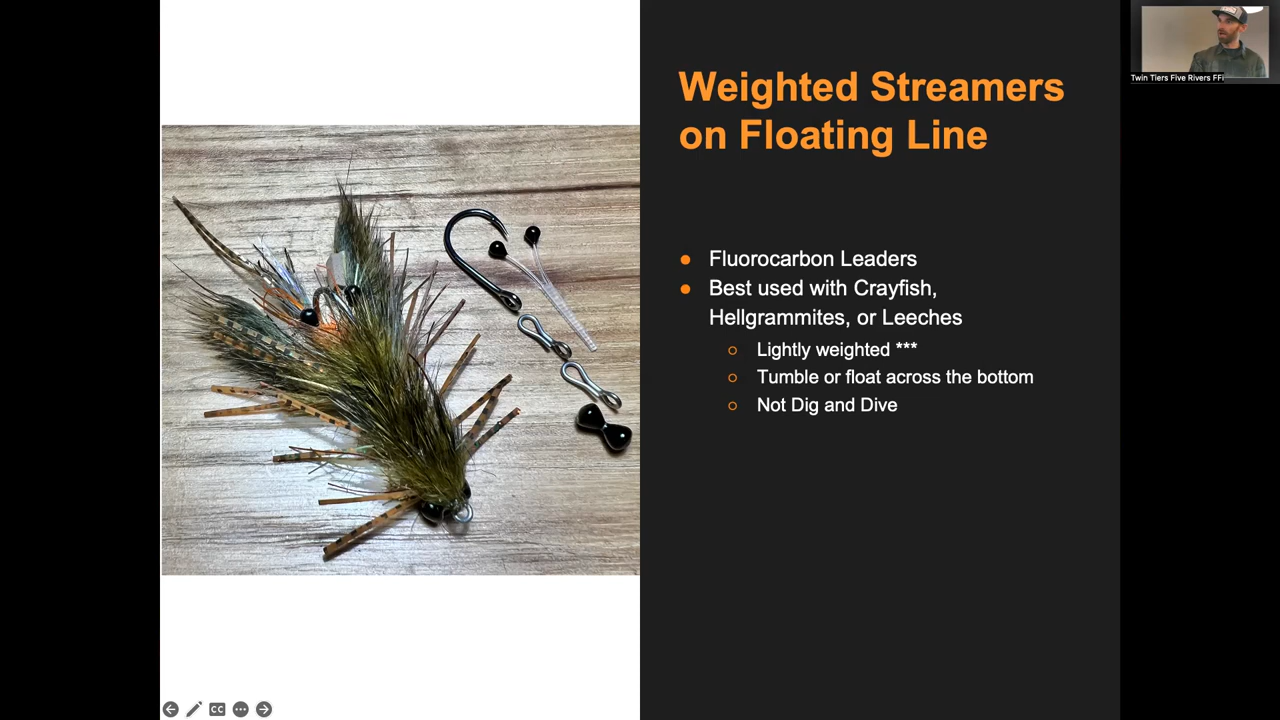 Weighted Streamers
on Floating Line
Fluorocarbon Leaders
Best used with Crayfish,
Hellgrammites, or Leeches
Lightly weighted ***
Tumble or float across the bottom
Not Dig and Dive
Twin Tiers Five Rivers FFi
CC